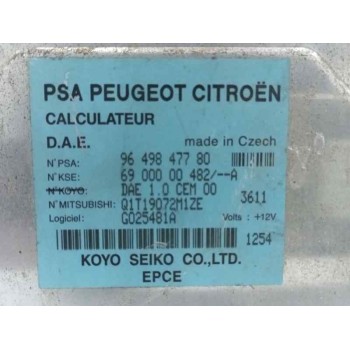 PSA PEUGEOT CITROËN
CALCULATEUR
D.A.E. made in Czech
N°PSA: 96 498 477 80
N°KSE: 69 000 00 482/--A
N°KOYO: DAE 1.0 CEM 00 3611
N°MITSUBISHI: Q1T19072M1ZE
Logiciel: G025481A Volts : +12V
1254
KOYO SEIKO CO.,LTD.
EPCE